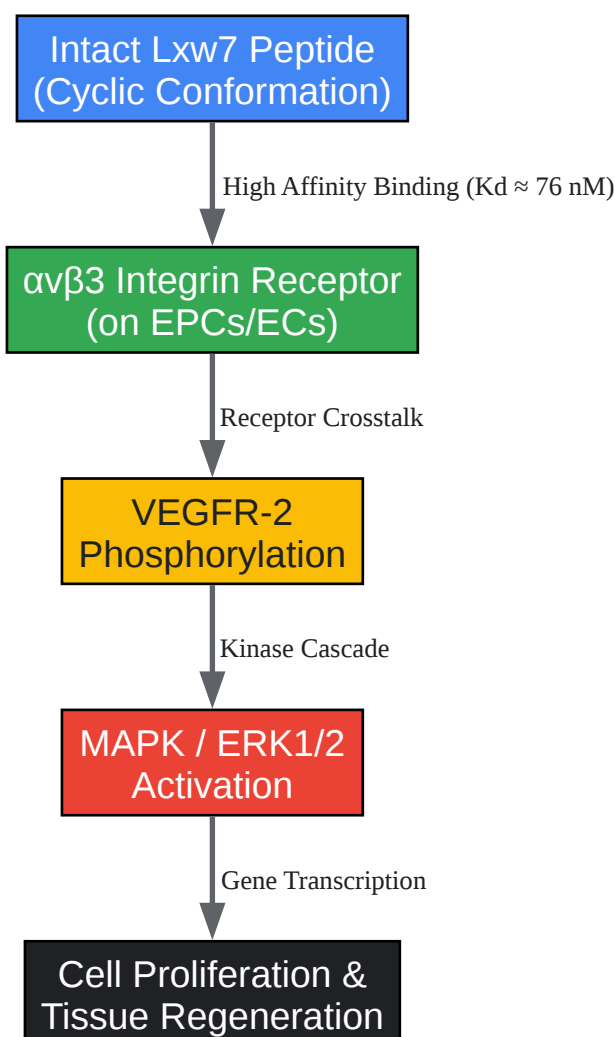 Intact Lxw7 Peptide
(Cyclic Conformation)
High Affinity Binding (Kd ≈ 76 nM)
αvβ3 Integrin Receptor
(on EPCs/ECs)
Receptor Crosstalk
VEGFR-2
Phosphorylation
Kinase Cascade
MAPK / ERK1/2
Activation
Gene Transcription
Cell Proliferation &
Tissue Regeneration